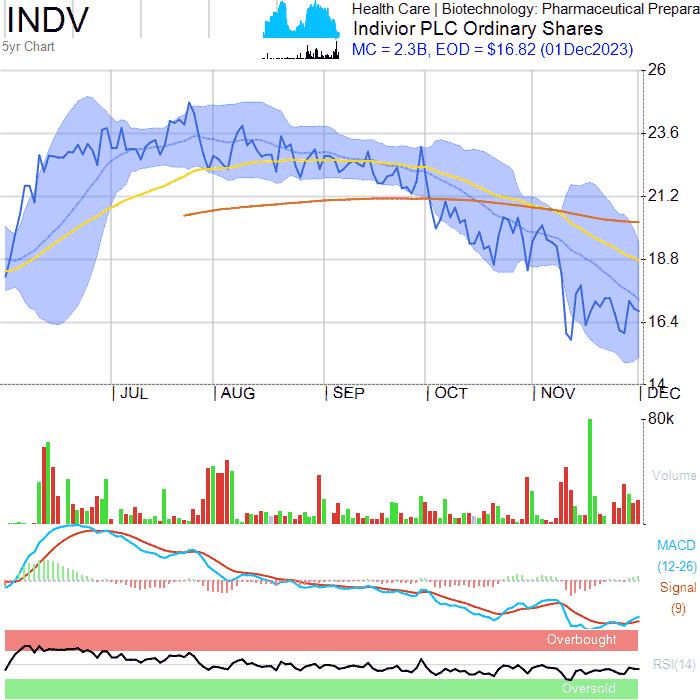 INDV
5yr Chart
Health Care | Biotechnology: Pharmaceutical Prepara
Indivior PLC Ordinary Shares
MC = 2.3B, EOD = $16.82 (01Dec2023)
26
23.6
21.2
18.8
16.4
14
JUL AUG SEP OCT NOV DEC
80k
Volume
MACD
(12-26)
Signal
(9)
Overbought
RSI(14)
Oversold